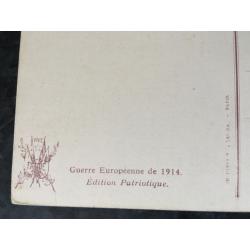 Guerre Européenne de 1914.
Édition Patriotique.